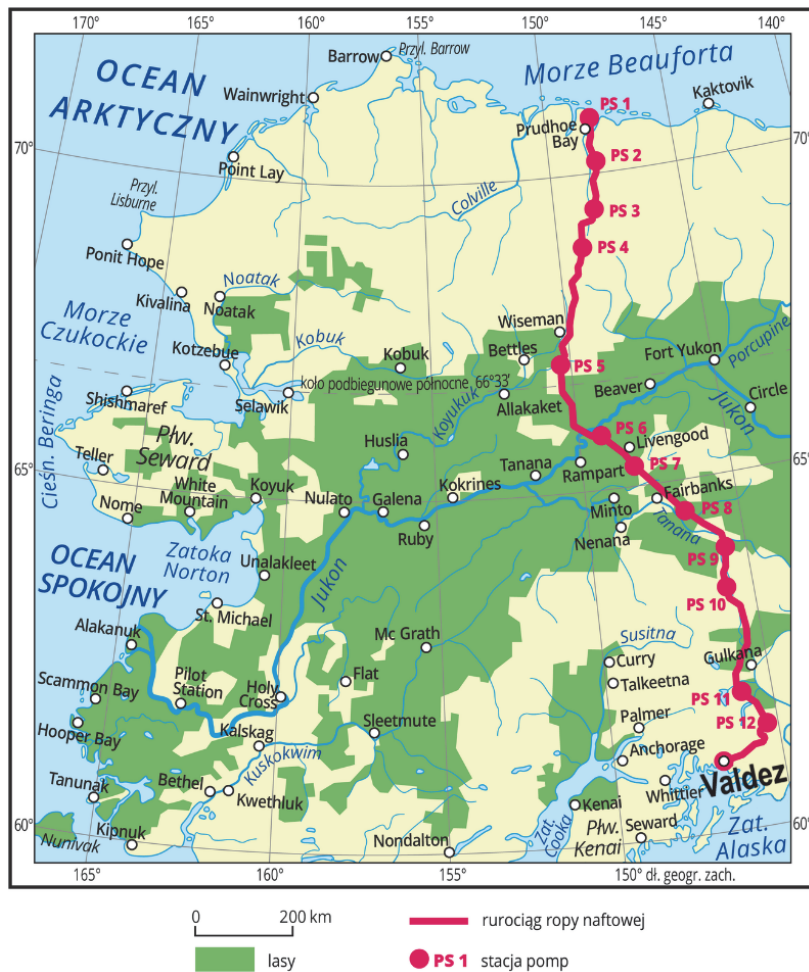 170°
165°
160°
155°
150°
145°
140°
OCEAN
ARKTYCZNY
Barrow
Przyl. Barrow
Morze Beauforta
Wainwright
Kaktovik
PS 1
Prudhoe
Bay
70°
70°
Point Lay
PS 2
Przyl.
Lisburne
Colville
PS 3
Ponit Hope
PS 4
Kivalina
Noatak
Noatak
Morze
Czukockie
Kobuk
Wiseman
Kotzebue
Kobuk
Bettles
PS 5
Fort Yukon
Porcupine
koło podbiegunowe północne, 66°33'
Selawik
Shishmaref
Allakaket
Beaver
Circle
Jukon
Cieśn. Beringa
Płw.
Seward
Koyukuk
Huslia
PS 6
Livengood
65°
65°
Teller
White
Mountain
Koyuk
Nulato
Galena
Kokrines
Tanana
Rampart
PS 7
Nome
Ruby
Minto
Fairbanks
PS 8
Tanana
Nenana
OCEAN
SPOKOJNY
Zatoka
Norton
Unalakleet
Jukon
PS 9
PS 10
St. Michael
Alakanuk
Mc Grath
Susitna
Curry
Gulkana
Scammon Bay
Pilot
Station
Holy
Cross
Flat
Talkeetna
PS 11
Hooper Bay
Kalskag
Sleetmute
Palmer
PS 12
Kuskokwim
Anchorage
Valdez
Tanunak
Bethel
Kwethluk
Whittier
Kenai
Zat.
Cooka
Płw.
Kenai
Seward
Zat.
Alaska
60°
60°
Nunivak
Kipnuk
Nondalton
165°
160°
155°
150° dł. geogr. zach.
0
200 km
rurociąg ropy naftowej
lasy
PS 1
stacja pomp